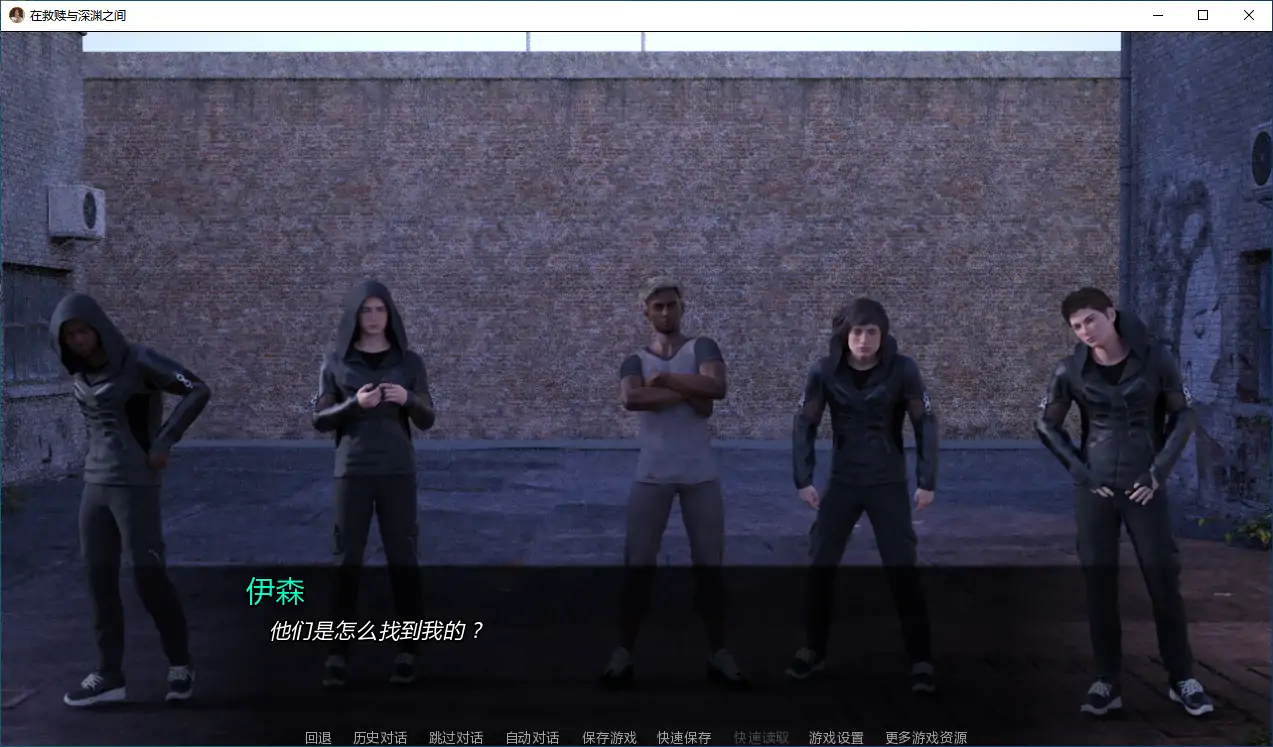 在救赎与深渊之间
伊森
他们是怎么找到我的？
回退 历史对话 跳过对话 自动对话 保存游戏 快速保存 快速读取 游戏设置 更多游戏资源